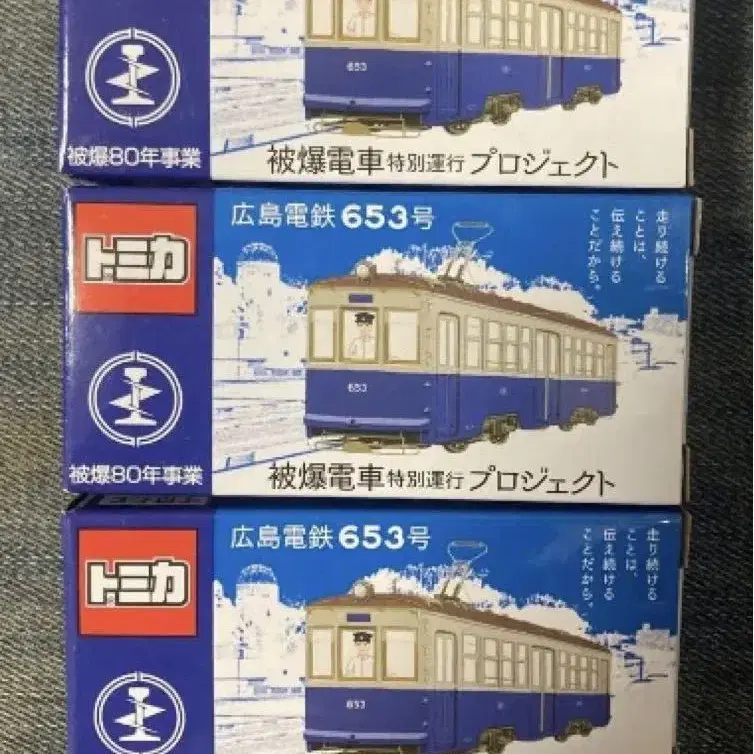 653
被爆80年事業
被爆電車特別運行プロジェクト
トミカ
広島電鉄653号
走り続ける
ことは、
伝え続ける
ことだから。
653
被爆80年事業
被爆電車特別運行プロジェクト
トミカ
広島電鉄653号
走り続ける
ことは、
伝え続ける
ことだから。
653